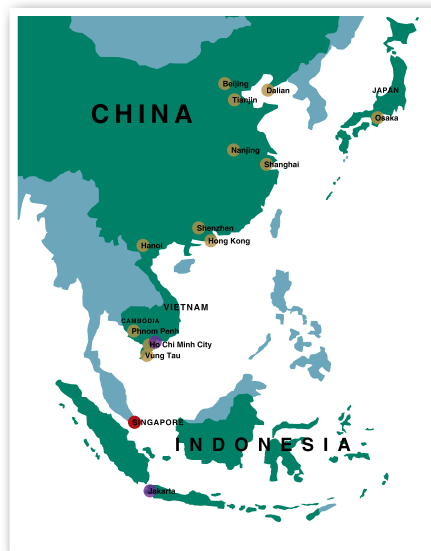 Beijing
Dalian
JAPAN
Tianjin
CHINA
Osaka
Nanjing
Shanghai
Shenzhen
Hong Kong
Hanoi
VIETNAM
CAMBODIA
Phnom Penh
Ho Chi Minh City
Vung Tau
SINGAPORE
INDONESIA
Jakarta